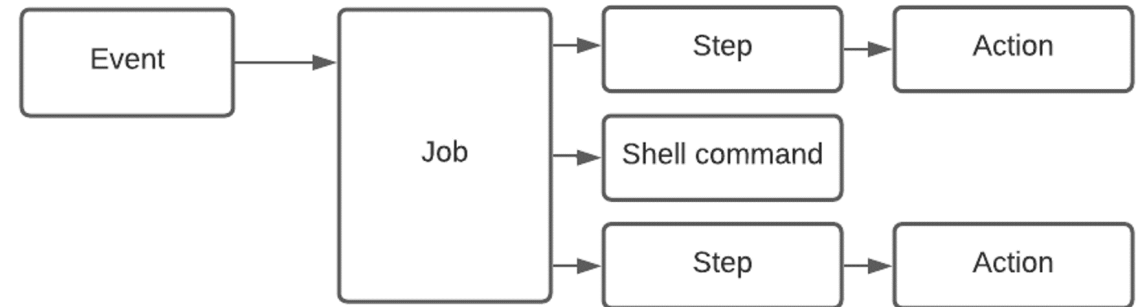 Event
Job
Step
Action
Shell command
Step
Action